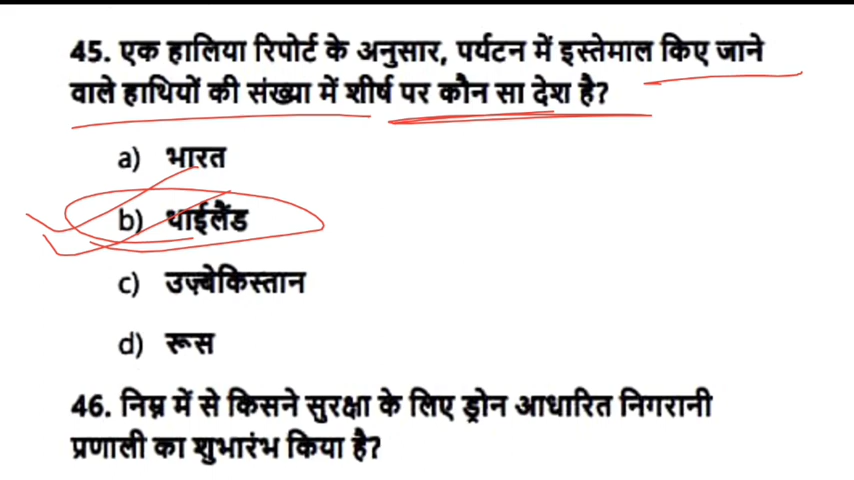 45. एक हालिया रिपोर्ट के अनुसार, पर्यटन में इस्तेमाल किए जाने
वाले हाथियों की संख्या में शीर्ष पर कौन सा देश है?
a) भारत
b) थाईलैंड
c) उज़्बेकिस्तान
d) रूस
46. निम्न में से किसने सुरक्षा के लिए ड्रोन आधारित निगरानी
प्रणाली का शुभारंभ किया है?